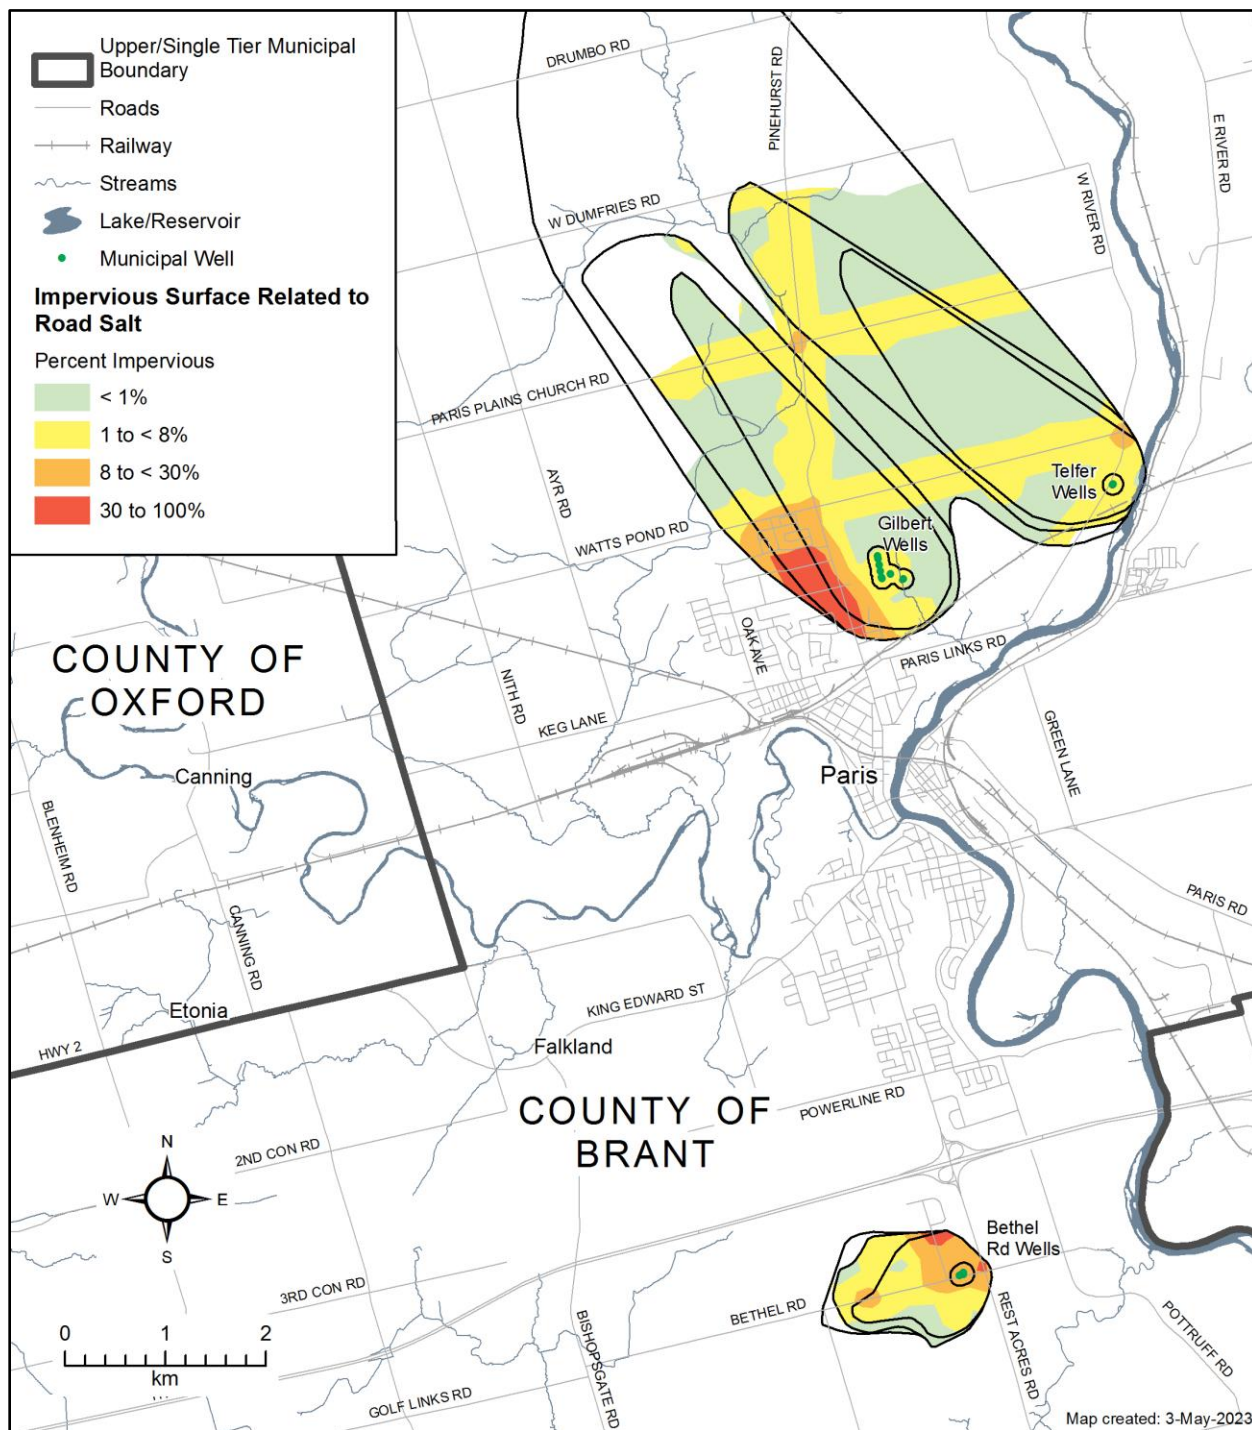 Upper/Single Tier Municipal
Boundary
Roads
Railway
Streams
Lake/Reservoir
Municipal Well
Impervious Surface Related to
Road Salt
Percent Impervious
< 1%
1 to < 8%
8 to < 30%
30 to 100%
DRUMBO RD
PINEHURST RD
E RIVER RD
W RIVER RD
W DUMFRIES RD
PARIS PLAINS CHURCH RD
AYR RD
WATTS POND RD
Telfer
Wells
Gilbert
Wells
OAK AVE
PARIS LINKS RD
COUNTY OF
OXFORD
NITH RD
KEG LANE
GREEN LANE
Canning
Paris
BLENHEIM RD
CANNING RD
PARIS RD
Etonia
KING EDWARD ST
HWY 2
Falkland
COUNTY OF
BRANT
POWERLINE RD
2ND CON RD
N
W
E
S
Bethel
Rd Wells
3RD CON RD
BETHEL RD
REST ACRES RD
POTTRUFF RD
BISHOPSGATE RD
GOLF LINKS RD
0 1 2
km
Map created: 3-May-2023